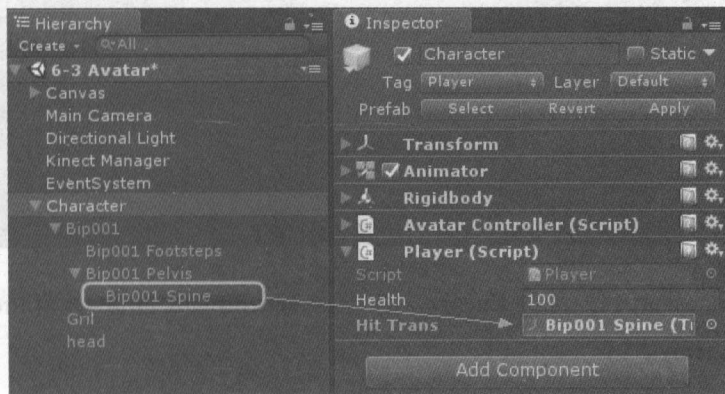 Hierarchy
Create
All
6-3 Avatar*
Canvas
Main Camera
Directional Light
Kinect Manager
EventSystem
Character
Bip001
Bip001 Footsteps
Bip001 Pelvis
Bip001 Spine
Gril
head
Inspector
Character Static
Tag Player Layer Default
Prefab Select Revert Apply
Transform
Animator
Rigidbody
Avatar Controller (Script)
Player (Script)
Script Player
Health 100
Hit Trans Bip001 Spine (Tr
Add Component